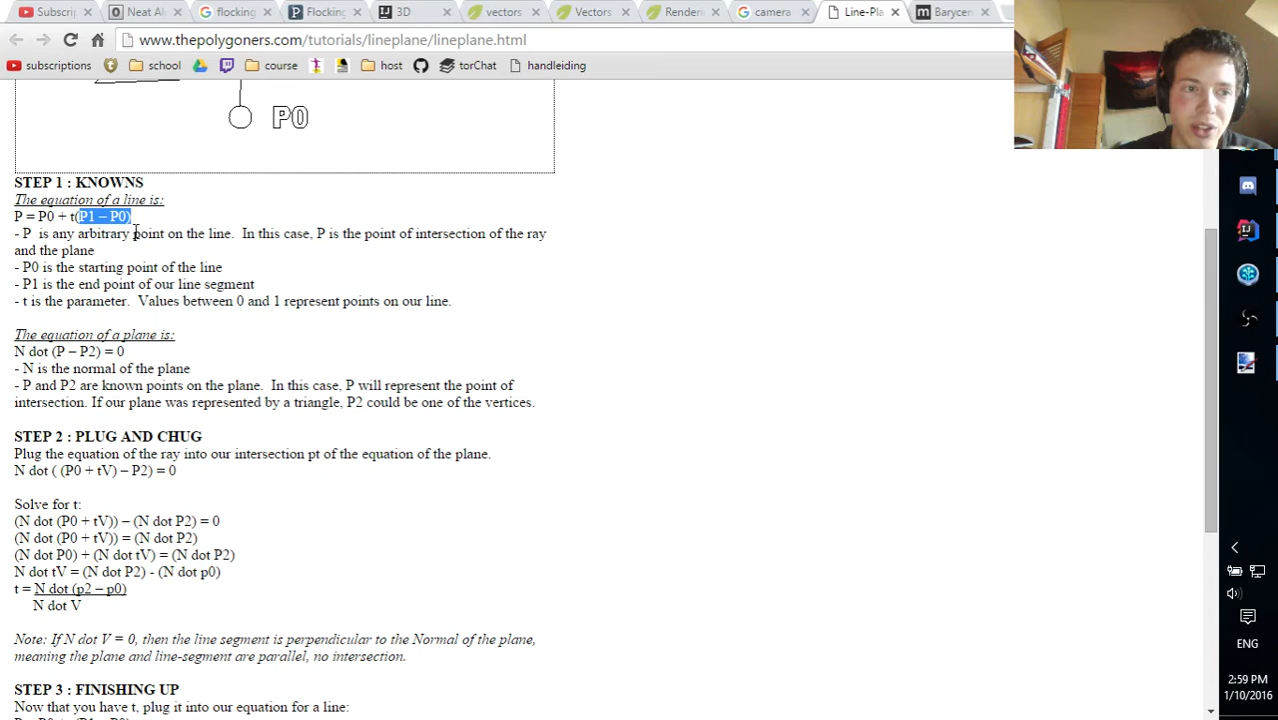 Subscri
Neat Al
flocking
Flocking
3D
vectors
Vectors
Renderi
camera
Line-Pla
Baryce
www.thepolygoners.com/tutorials/lineplane/lineplane.html
subscriptions
school
course
host
torChat
handleiding
P0
STEP 1 : KNOWNS
The equation of a line is:
P = P0 + t(P1 – P0)
- P is any arbitrary point on the line. In this case, P is the point of intersection of the ray
and the plane
- P0 is the starting point of the line
- P1 is the end point of our line segment
- t is the parameter. Values between 0 and 1 represent points on our line.
The equation of a plane is:
N dot (P – P2) = 0
- N is the normal of the plane
- P and P2 are known points on the plane. In this case, P will represent the point of
intersection. If our plane was represented by a triangle, P2 could be one of the vertices.
STEP 2 : PLUG AND CHUG
Plug the equation of the ray into our intersection pt of the equation of the plane.
N dot ( (P0 + tV) – P2) = 0
Solve for t:
(N dot (P0 + tV)) – (N dot P2) = 0
(N dot (P0 + tV)) = (N dot P2)
(N dot P0) + (N dot tV) = (N dot P2)
N dot tV = (N dot P2) - (N dot p0)
t = N dot (p2 – p0)
N dot V
Note: If N dot V = 0, then the line segment is perpendicular to the Normal of the plane,
meaning the plane and line-segment are parallel, no intersection.
STEP 3 : FINISHING UP
Now that you have t, plug it into our equation for a line:
ENG
2:59 PM
1/10/2016